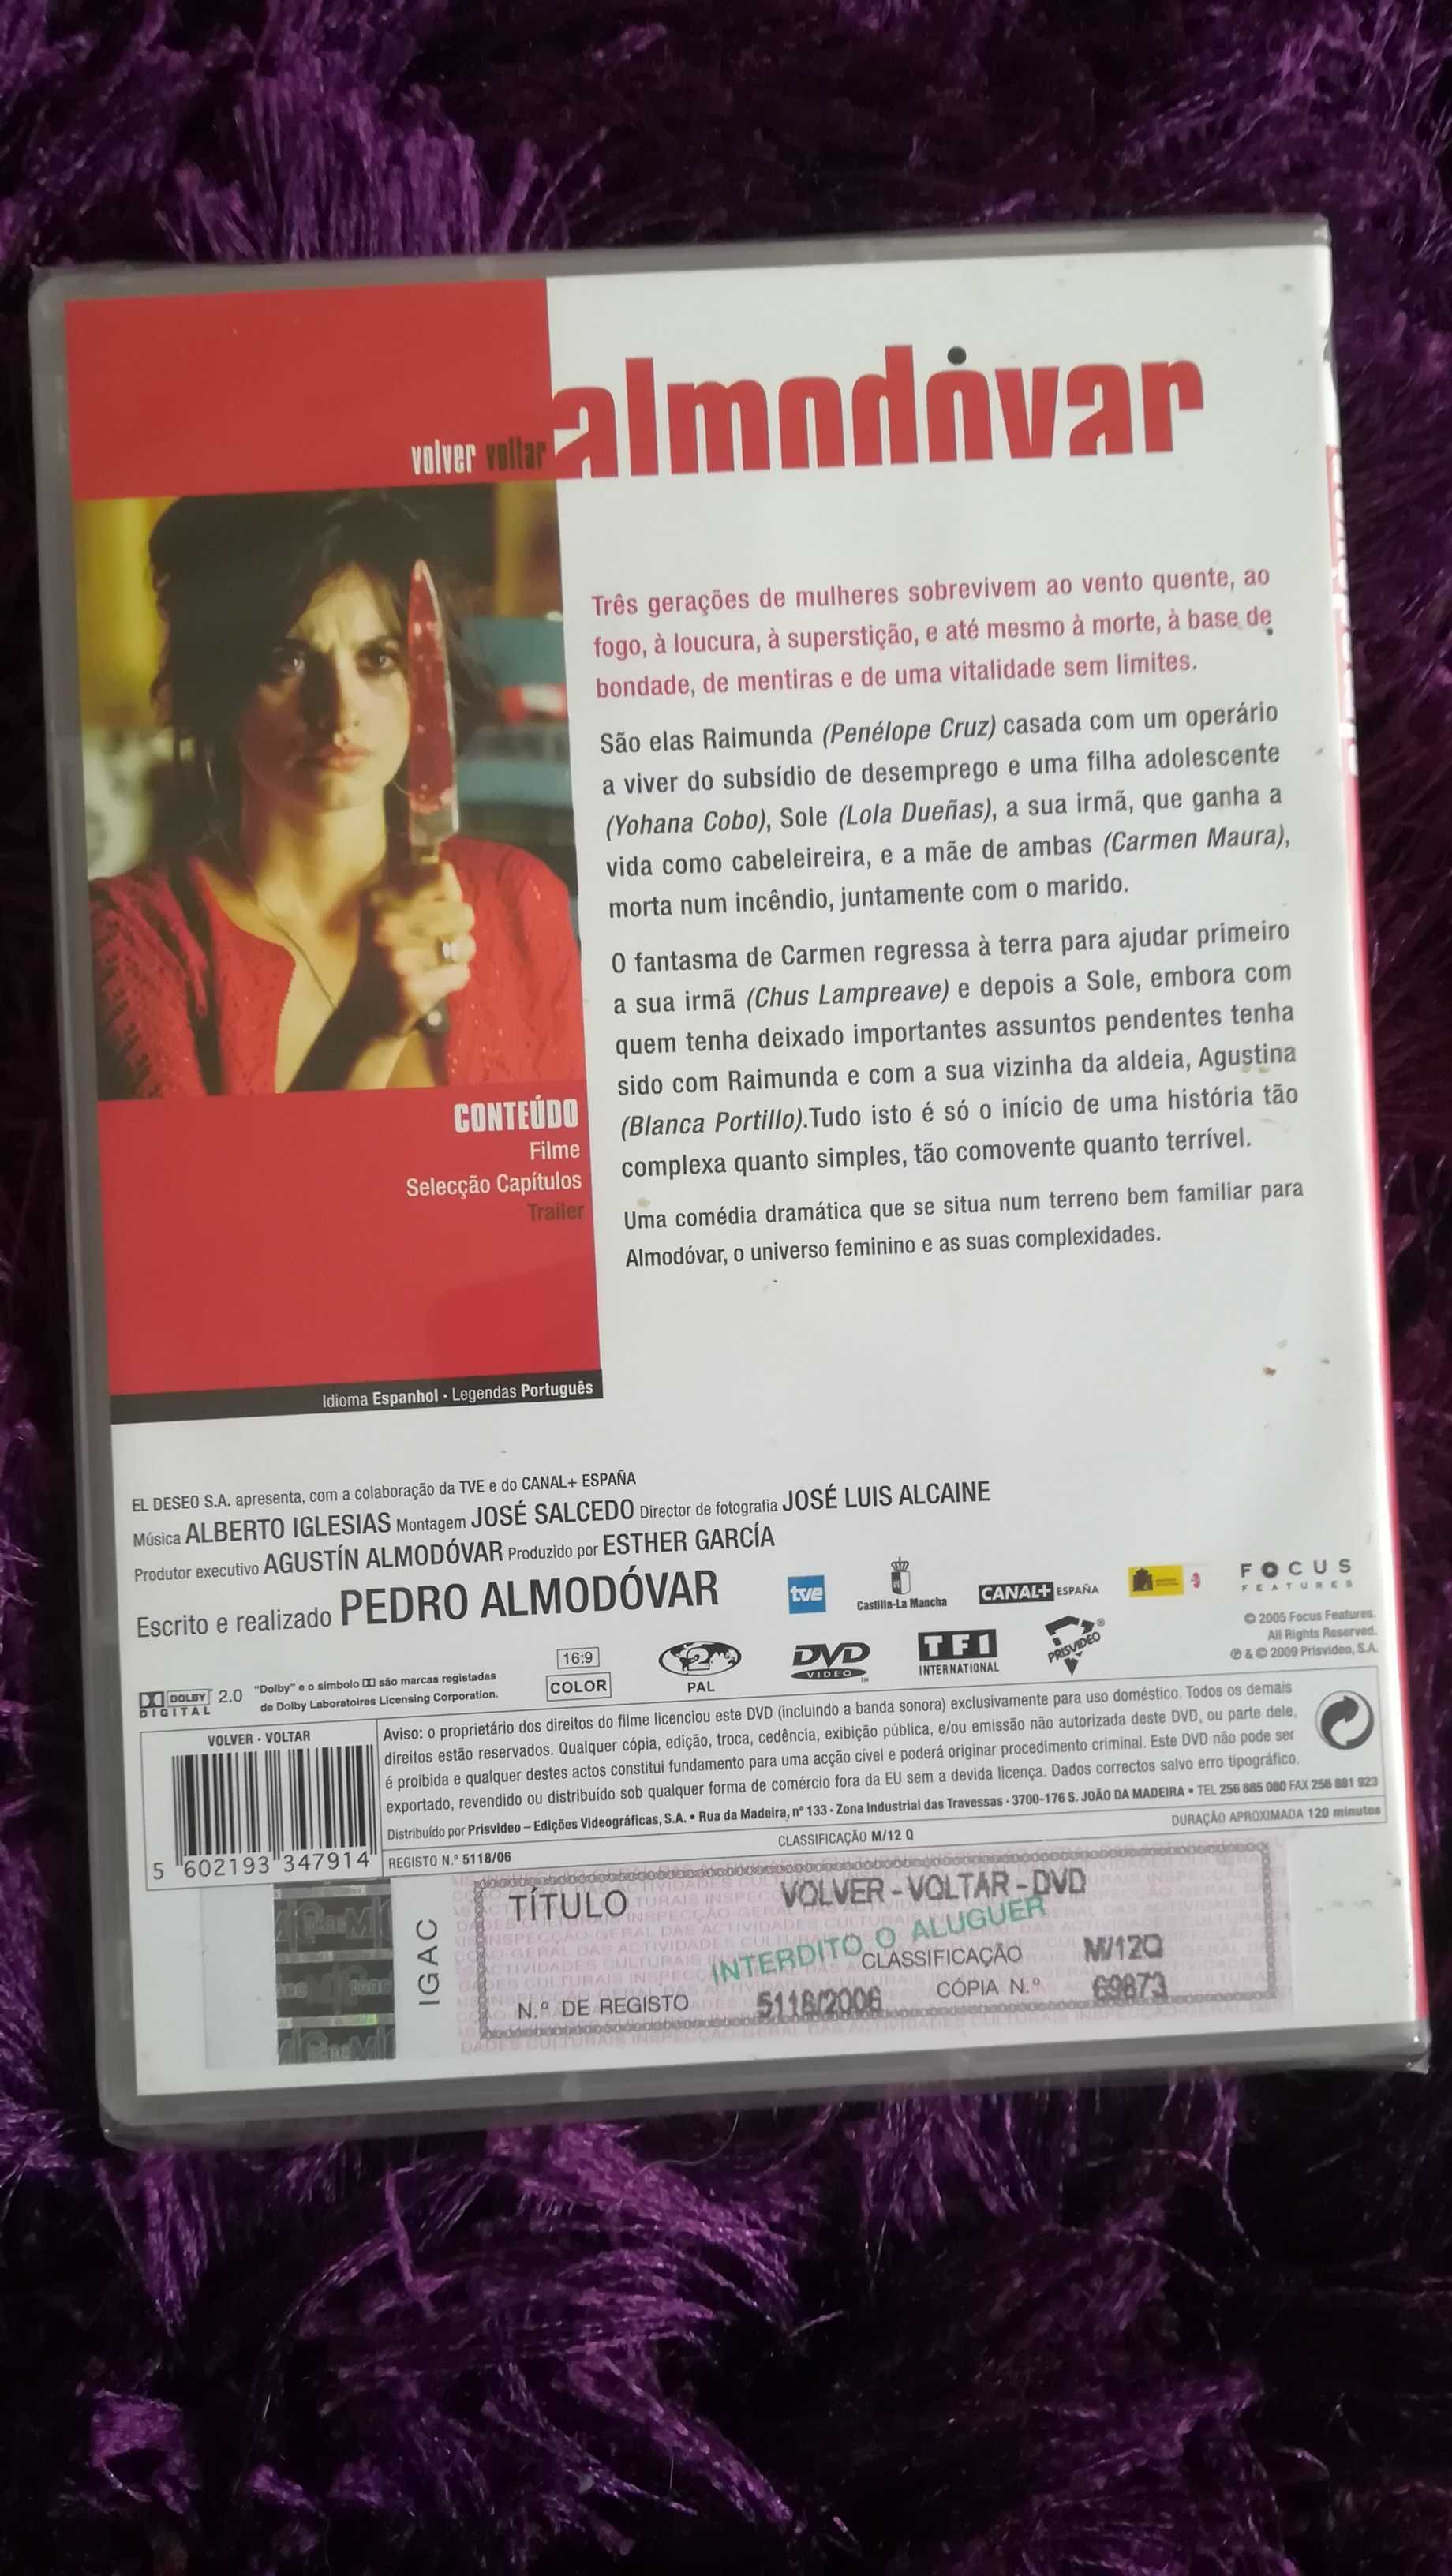 volver voltar almodóvar
Três gerações de mulheres sobrevivem ao vento quente, ao
fogo, à loucura, à superstição, e até mesmo à morte, à base de
bondade, de mentiras e de uma vitalidade sem limites.
São elas Raimunda (Penélope Cruz) casada com um operário
a viver do subsídio de desemprego e uma filha adolescente
(Yohana Cobo), Sole (Lola Dueñas), a sua irmã, que ganha a
vida como cabeleireira, e a mãe de ambas (Carmen Maura),
morta num incêndio, juntamente com o marido.
O fantasma de Carmen regressa à terra para ajudar primeiro
a sua irmã (Chus Lampreave) e depois a Sole, embora com
quem tenha deixado importantes assuntos pendentes tenha
sido com Raimunda e com a sua vizinha da aldeia, Agustina
(Blanca Portillo).Tudo isto é só o início de uma história tão
complexa quanto simples, tão comovente quanto terrível.
Uma comédia dramática que se situa num terreno bem familiar para
Almodóvar, o universo feminino e as suas complexidades.
CONTEÚDO
Filme
Selecção Capítulos
Trailer
Idioma Espanhol • Legendas Português
EL DESEO S.A. apresenta, com a colaboração da TVE e do CANAL+ ESPAÑA
Música ALBERTO IGLESIAS Montagem JOSÉ SALCEDO Director de fotografia JOSÉ LUIS ALCAINE
Produtor executivo AGUSTÍN ALMODÓVAR Produzido por ESTHER GARCÍA
Escrito e realizado PEDRO ALMODÓVAR
tve
Castilla-La Mancha
CANAL+ ESPAÑA
FOCUS
FEATURES
© 2005 Focus Features.
All Rights Reserved.
℗ & © 2009 Prisvideo, S.A.
DOLBY
DIGITAL
2.0
"Dolby" e o simbolo são marcas registadas
de Dolby Laboratoires Licensing Corporation.
16:9
COLOR
2
PAL
DVD
VIDEO
TF1
INTERNATIONAL
PRISVIDEO
VOLVER - VOLTAR
5 602193 347914
Aviso: o proprietário dos direitos do filme licenciou este DVD (incluindo a banda sonora) exclusivamente para uso doméstico. Todos os demais
direitos estão reservados. Qualquer cópia, edição, troca, cedência, exibição pública, e/ou emissão não autorizada deste DVD, ou parte dele,
é proibida e qualquer destes actos constitui fundamento para uma acção cível e poderá originar procedimento criminal. Este DVD não pode ser
exportado, revendido ou distribuído sob qualquer forma de comércio fora da EU sem a devida licença. Dados correctos salvo erro tipográfico.
Distribuído por Prisvideo – Edições Videográficas, S.A. • Rua da Madeira, nº 133 - Zona Industrial das Travessas - 3700-176 S. JOÃO DA MADEIRA • TEL 256 885 080 FAX 256 881 923
REGISTO N.º 5118/06
CLASSIFICAÇÃO M/12 Q
DURAÇÃO APROXIMADA 120 minutos
IGAC
TÍTULO
VOLVER - VOLTAR - DVD
INTERDITO O ALUGUER
CLASSIFICAÇÃO
M/12Q
N.º DE REGISTO
5118/2006
CÓPIA N.º
69873